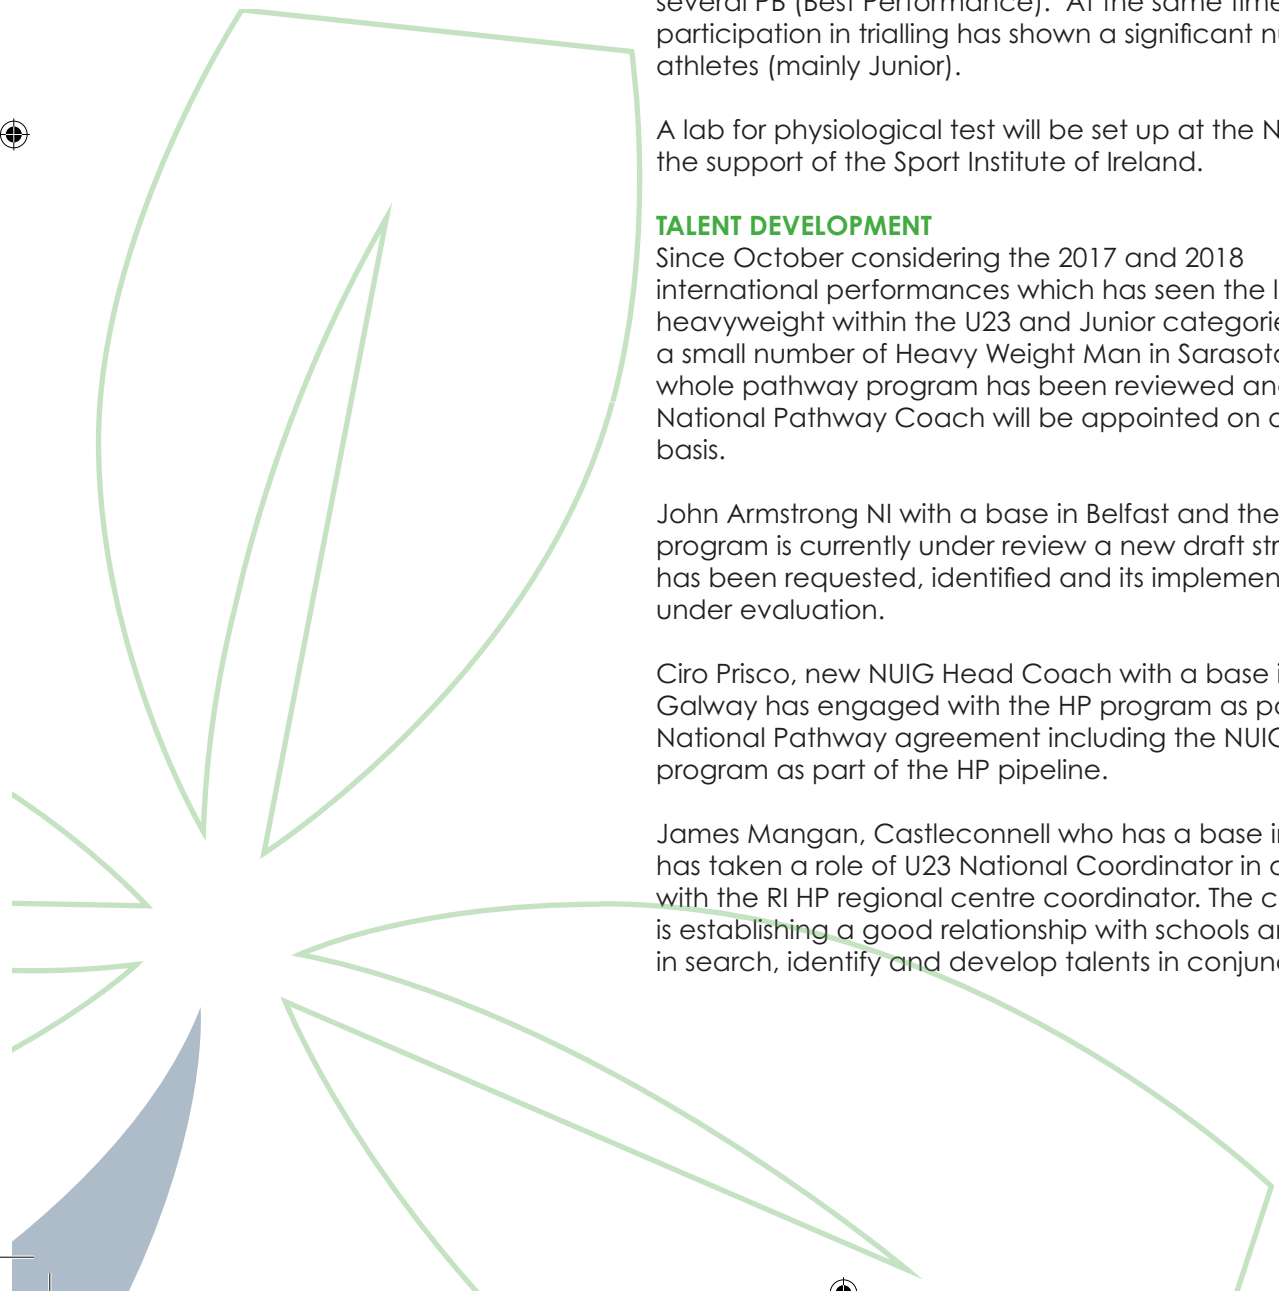 several PB (Best Performance).  At the same time
participation in trialling has shown a significant
athletes (mainly Junior).
A lab for physiological test will be set up at the
the support of the Sport Institute of Ireland.
TALENT DEVELOPMENT
Since October considering the 2017 and 2018
international performances which has seen the
heavyweight within the U23 and Junior
a small number of Heavy Weight Man in
whole pathway program has been reviewed
National Pathway Coach will be appointed on
basis.
John Armstrong NI with a base in Belfast and the
program is currently under review a new draft
has been requested, identified and its
under evaluation.
Ciro Prisco, new NUIG Head Coach with a base
Galway has engaged with the HP program as
National Pathway agreement including the
program as part of the HP pipeline.
James Mangan, Castleconnell who has a base
has taken a role of U23 National Coordinator in
with the RI HP regional centre coordinator. The
is establishing a good relationship with schools
in search, identify and develop talents in